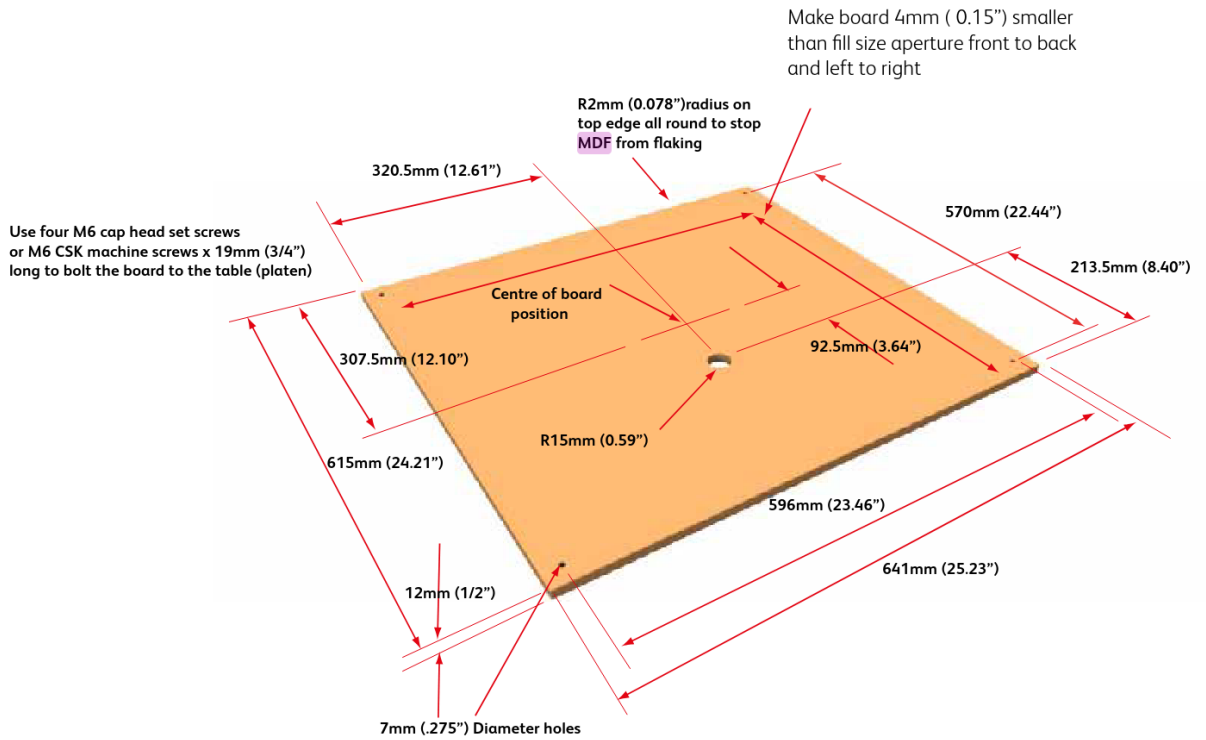 Make board 4mm ( 0.15”) smaller
than fill size aperture front to back
and left to right
R2mm (0.078”)radius on
top edge all round to stop
MDF from flaking
320.5mm (12.61”)
570mm (22.44”)
Use four M6 cap head set screws
or M6 CSK machine screws x 19mm (3/4”)
long to bolt the board to the table (platen)
213.5mm (8.40”)
Centre of board
position
307.5mm (12.10”)
92.5mm (3.64”)
R15mm (0.59”)
615mm (24.21”)
596mm (23.46”)
641mm (25.23”)
12mm (1/2”)
7mm (.275”) Diameter holes